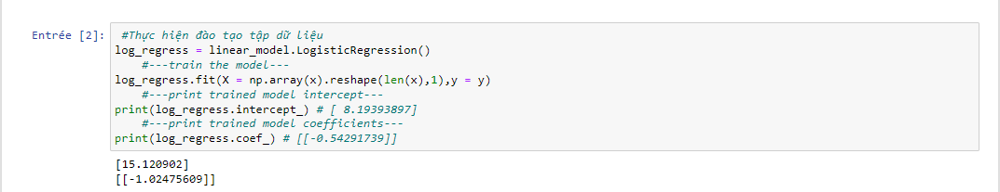 Entrée [2]:
#Thực hiện đào tạo tập dữ liệu
log_regress = linear_model.LogisticRegression()
#---train the model---
log_regress.fit(X = np.array(x).reshape(len(x),1),y = y)
#---print trained model intercept---
print(log_regress.intercept_) # [ 8.19393897]
#---print trained model coefficients---
print(log_regress.coef_) # [[-0.54291739]]
[15.120902]
[[-1.02475609]]